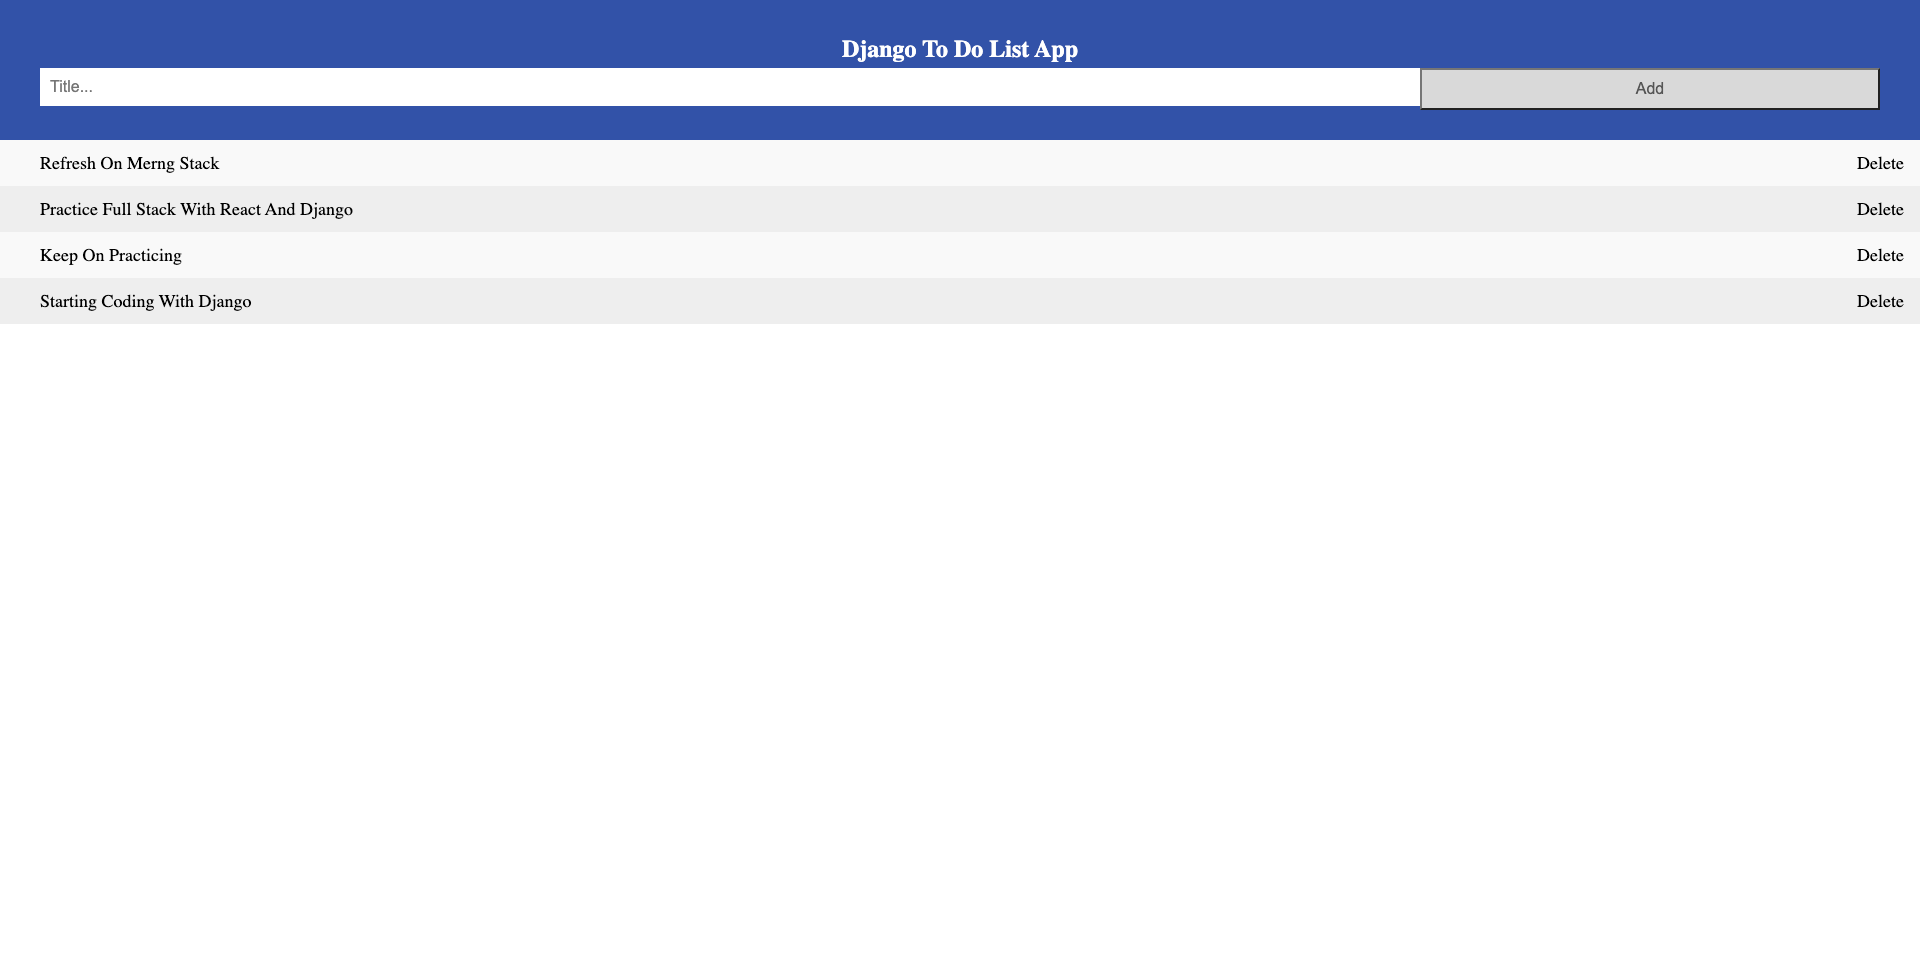 Django To Do List App
Title...
Add
Refresh On Merng Stack
Delete
Practice Full Stack With React And Django
Delete
Keep On Practicing
Delete
Starting Coding With Django
Delete